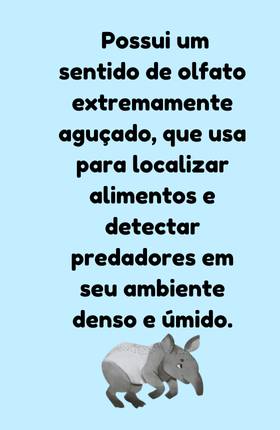 Possui um
sentido de olfato
extremamente
aguçado, que usa
para localizar
alimentos e
detectar
predadores em
seu ambiente
denso e úmido.